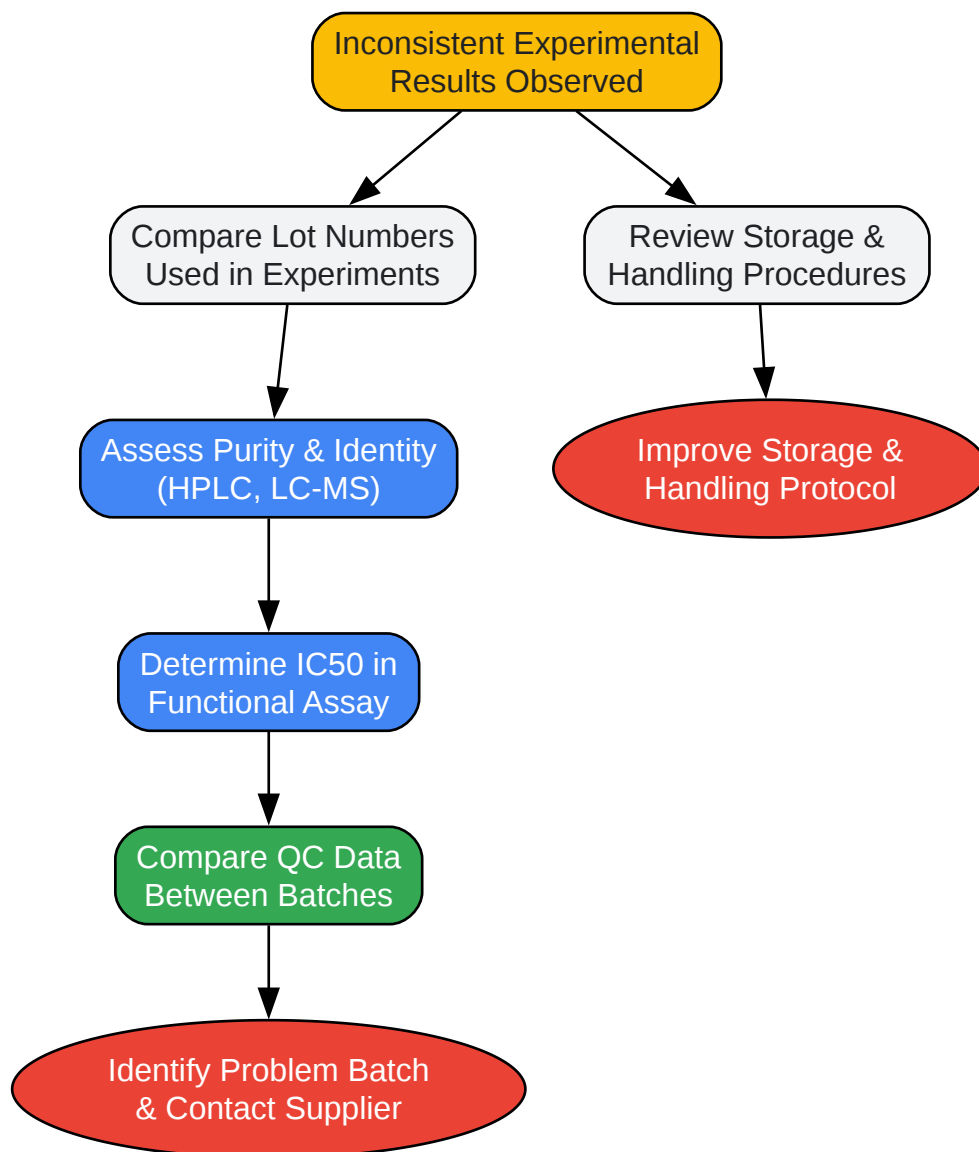 Inconsistent Experimental
Results Observed
Compare Lot Numbers
Used in Experiments
Review Storage &
Handling Procedures
Assess Purity & Identity
(HPLC, LC-MS)
Improve Storage &
Handling Protocol
Determine IC50 in
Functional Assay
Compare QC Data
Between Batches
Identify Problem Batch
& Contact Supplier